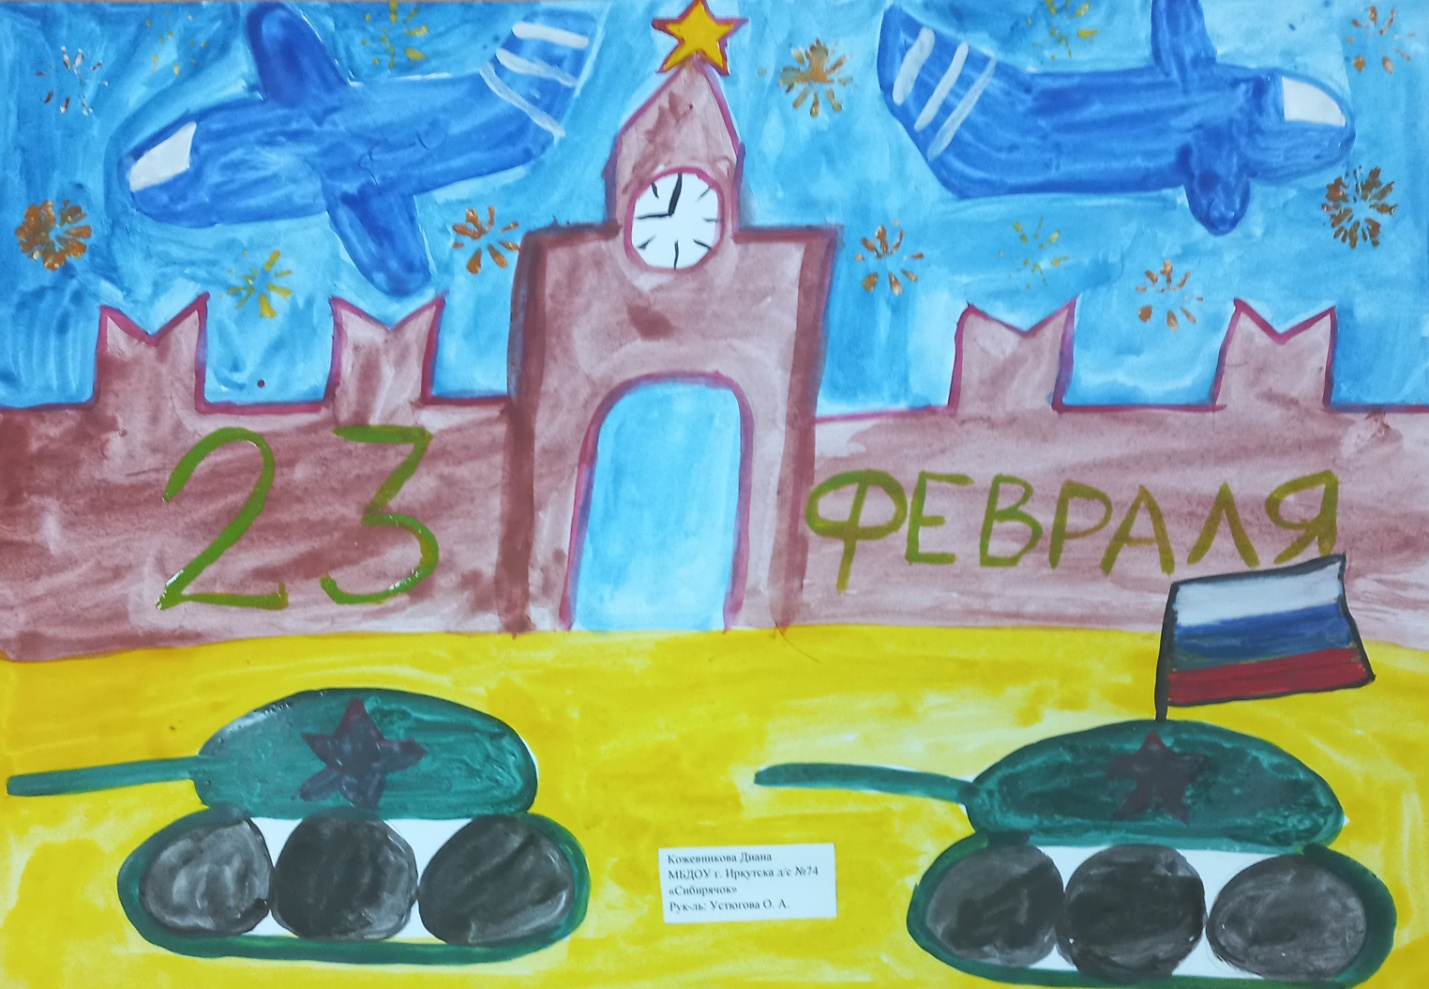 23
ФЕВРАЛЯ
Кожевникова Диана
МБДОУ г. Иркутска д/с №74
«Сибирячок»
Рук-ль: Устюгова О. А.